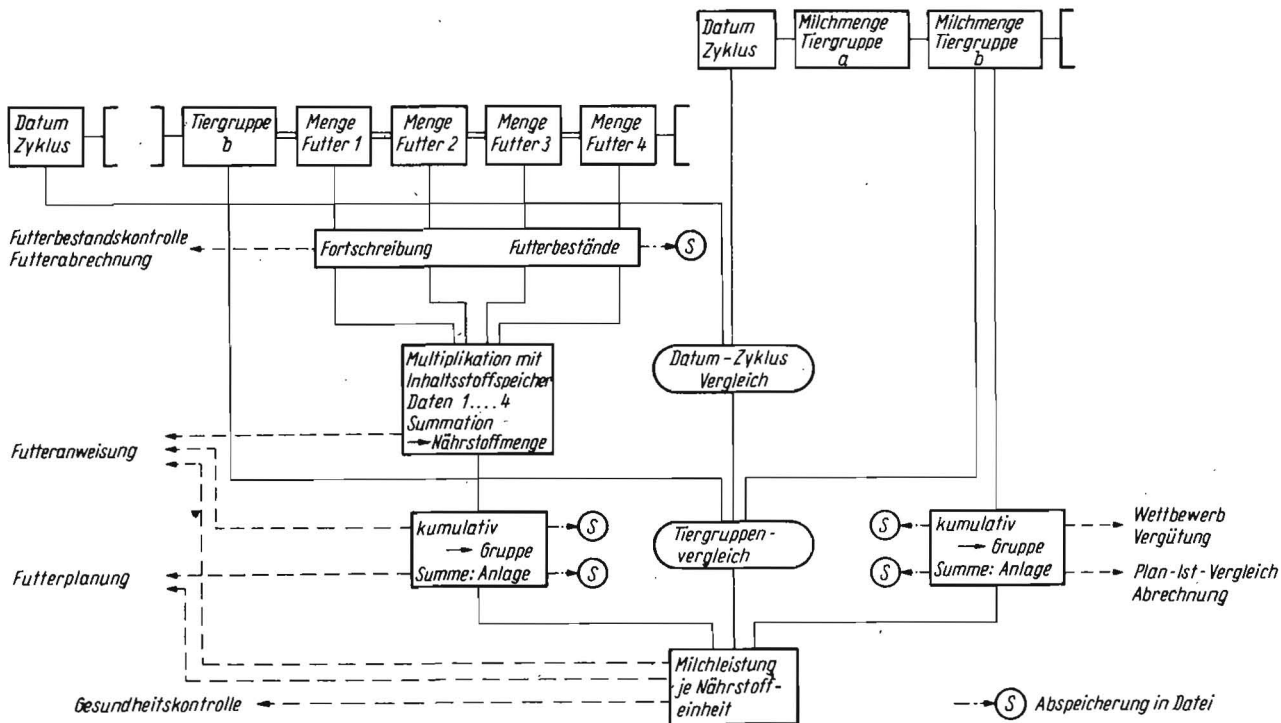 Datum
Zyklus
Milchmenge
Tiergruppe
a
Milchmenge
Tiergruppe
b
Datum
Zyklus
Tiergruppe
b
Menge
Futter 1
Menge
Futter 2
Menge
Futter 3
Menge
Futter 4
Futterbestandskontrolle
Futterabrechnung
Fortschreibung Futterbestände
S
Multiplikation mit
Inhaltsstoffspeicher
Daten 1....4
Summation -
→ Nährstoffmenge
Datum-Zyklus
Vergleich
Futteranweisung
kumulativ
→ Gruppe
Summe: Anlage
S
S
Tiergruppen-
vergleich
S
S
kumulativ
→ Gruppe
Summe: Anlage
Wettbewerb
Vergütung
Plan-Ist-Vergleich
Abrechnung
Futterplanung
Milchleistung
je Nährstoff-
einheit
Gesundheitskontrolle
S Abspeicherung in Datei